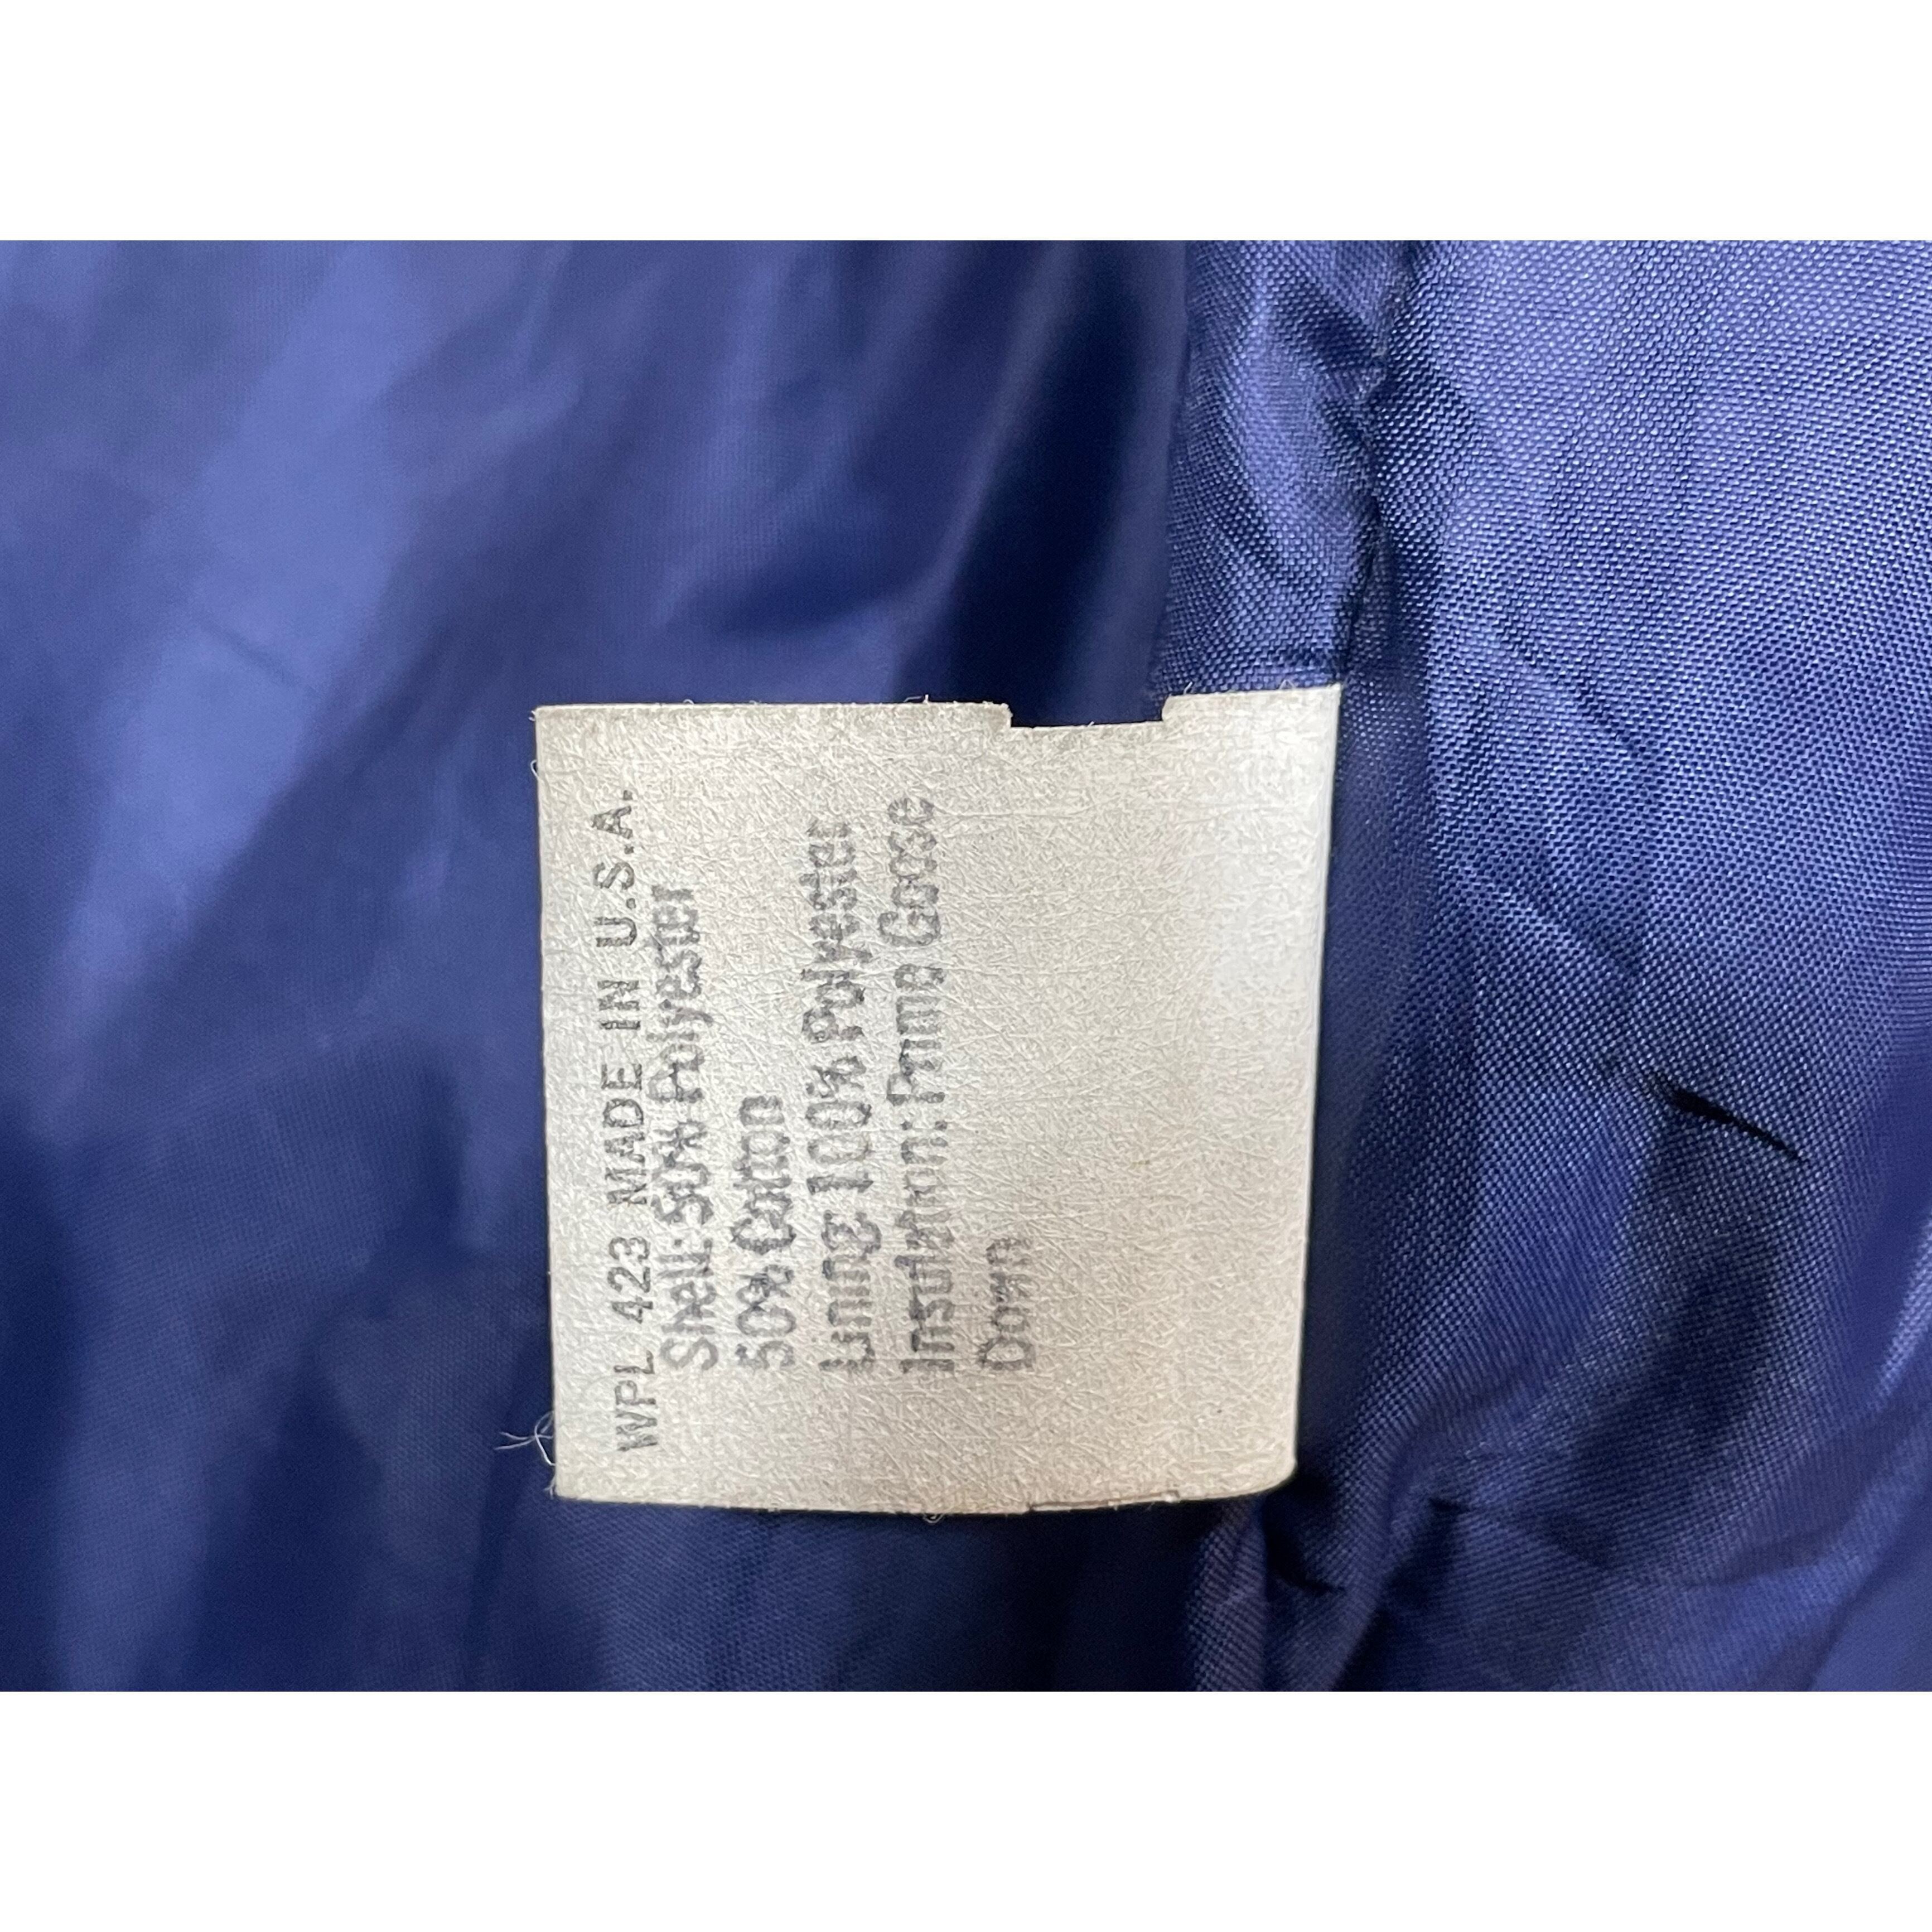 WPL 423 MADE IN U.S.A.
Shell: 50% Polyester
50% Cotton
Lining 100% Polyester
Insulation: Prime Goose
Down